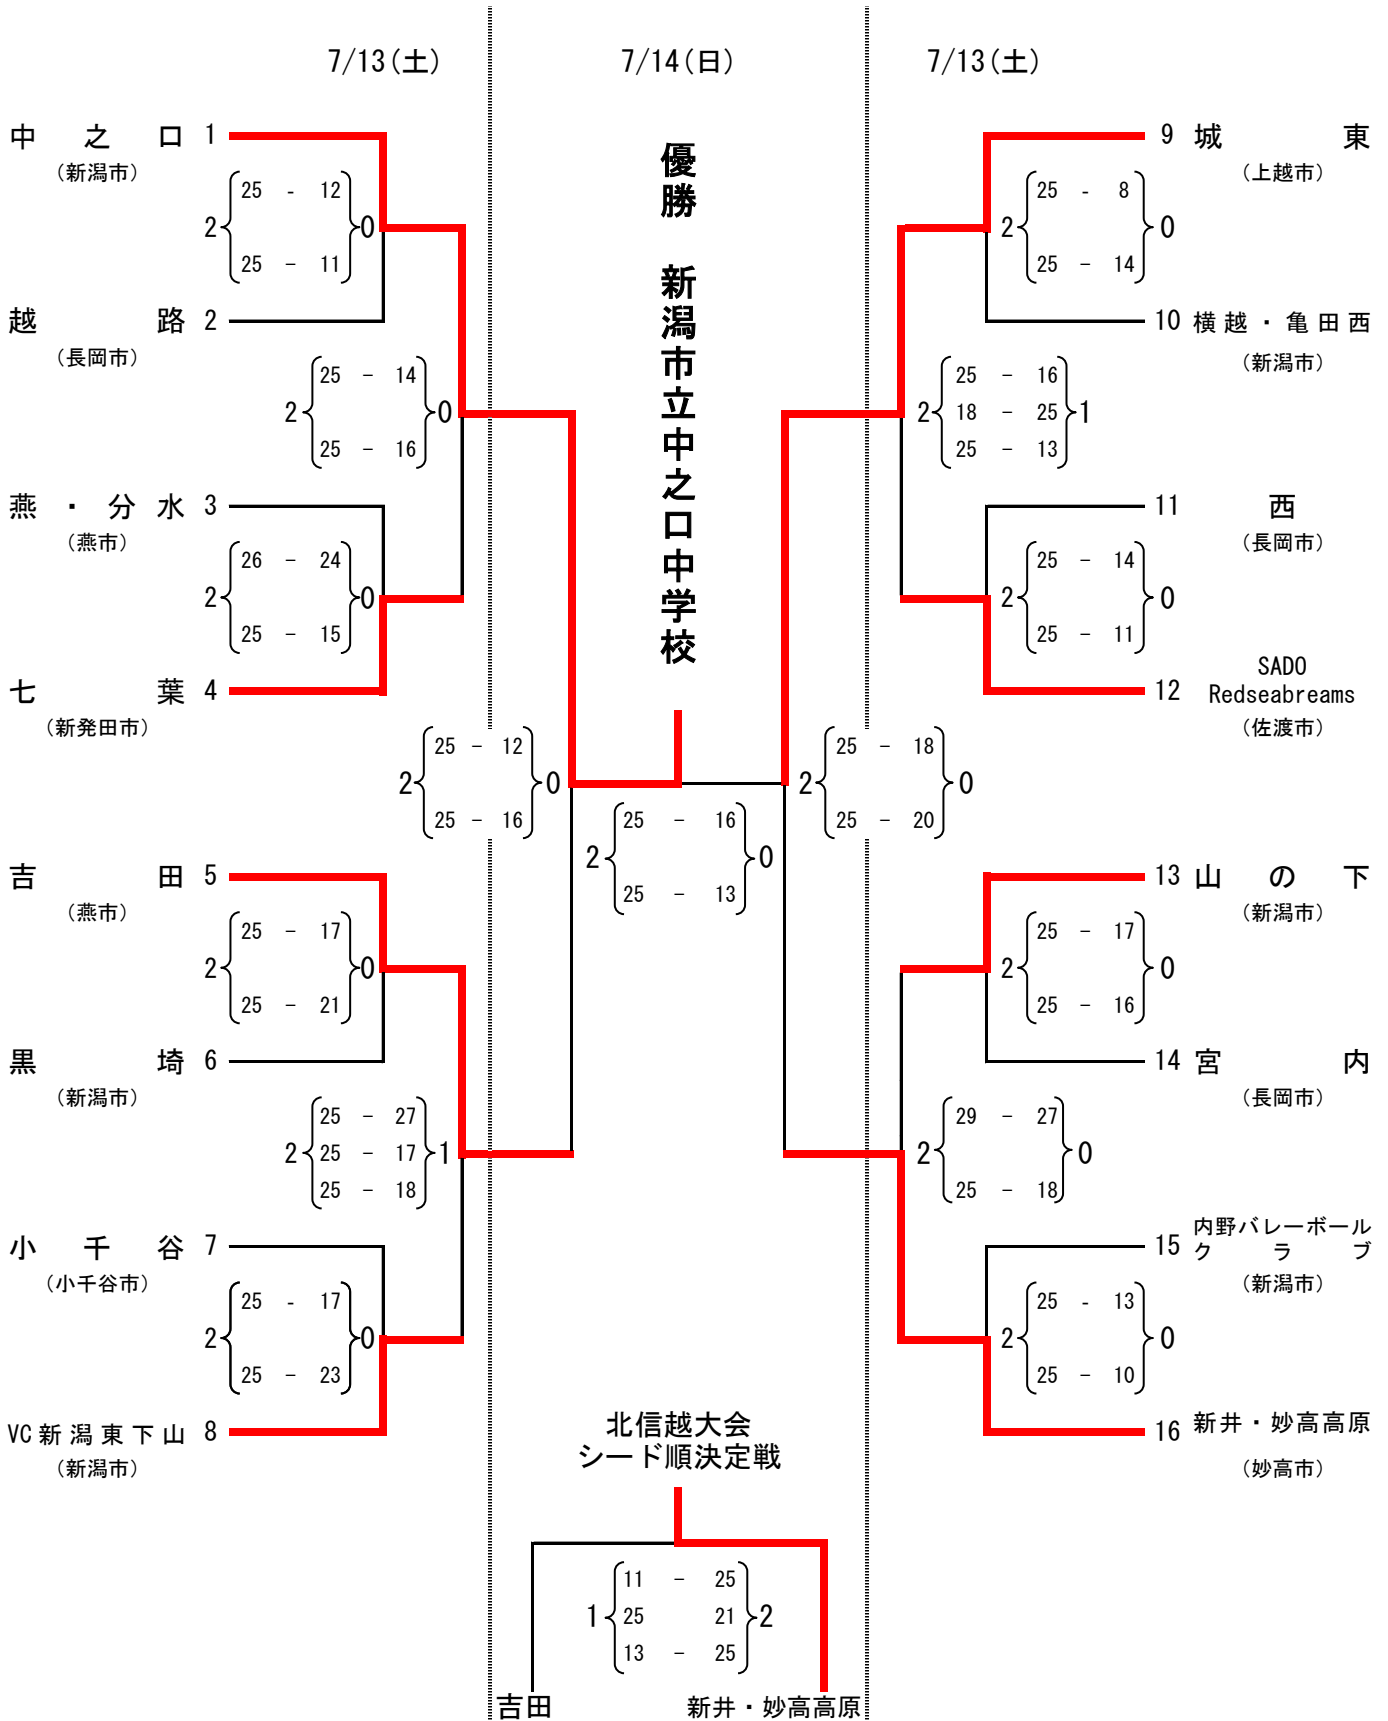 7/13(土)
7/14(日)
7/13(土)
優勝 新潟市立中之口中学校
中之口 1
(新潟市)
2 0
25 - 12
25 - 11
越路 2
(長岡市)
2 0
25 - 14
25 - 16
燕・分水 3
(燕市)
2 0
26 - 24
25 - 15
七葉 4
(新発田市)
2 0
25 - 12
25 - 16
吉田 5
(燕市)
2 0
25 - 17
25 - 21
黒埼 6
(新潟市)
2 1
25 - 27
25 - 17
25 - 18
小千谷 7
(小千谷市)
2 0
25 - 17
25 - 23
VC新潟東下山 8
(新潟市)
2 0
25 - 16
25 - 13
9 城東
(上越市)
2 0
25 - 8
25 - 14
10 横越・亀田西
(新潟市)
2 1
25 - 16
18 - 25
25 - 13
11 西
(長岡市)
2 0
25 - 14
25 - 11
SADO
12 Redseabreams
(佐渡市)
2 0
25 - 18
25 - 20
13 山の下
(新潟市)
2 0
25 - 17
25 - 16
14 宮内
(長岡市)
2 0
29 - 27
25 - 18
内野バレーボール
15 クラブ
(新潟市)
2 0
25 - 13
25 - 10
16 新井・妙高高原
(妙高市)
北信越大会
シード順決定戦
1 2
11 - 25
25 21
13 - 25
吉田
新井・妙高高原